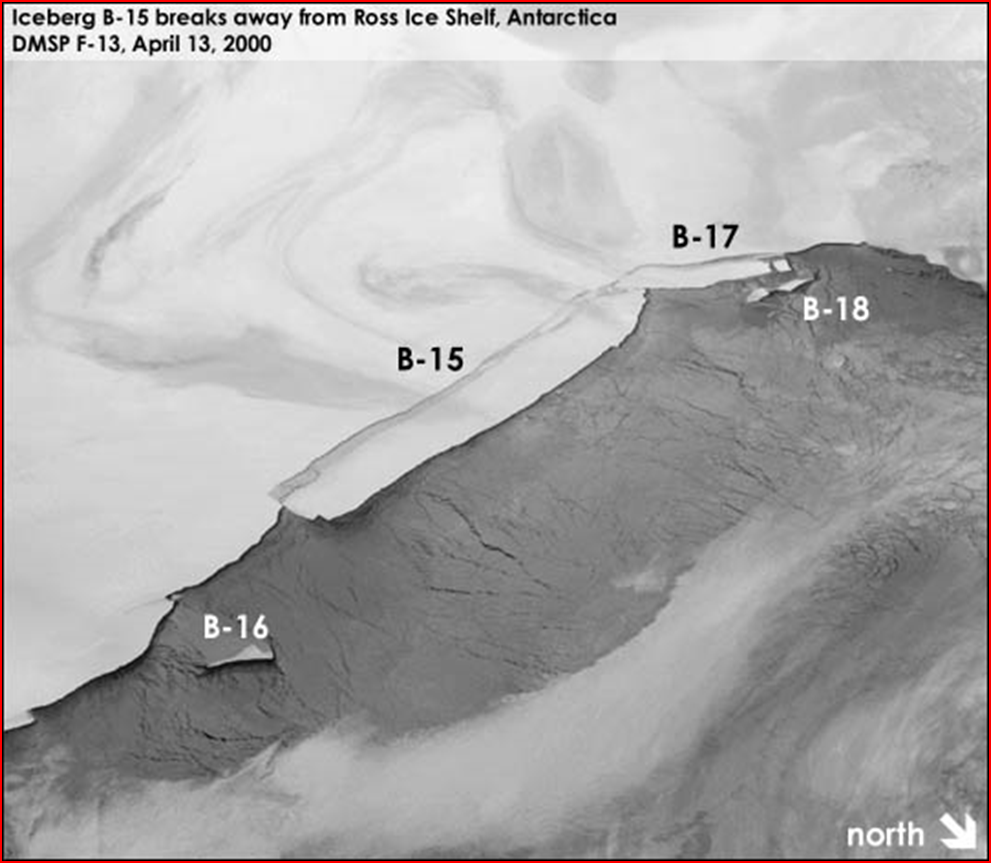 Iceberg B-15 breaks away from Ross Ice Shelf, Antarctica
DMSP F-13, April 13, 2000
B-17
B-18
B-15
B-16
north